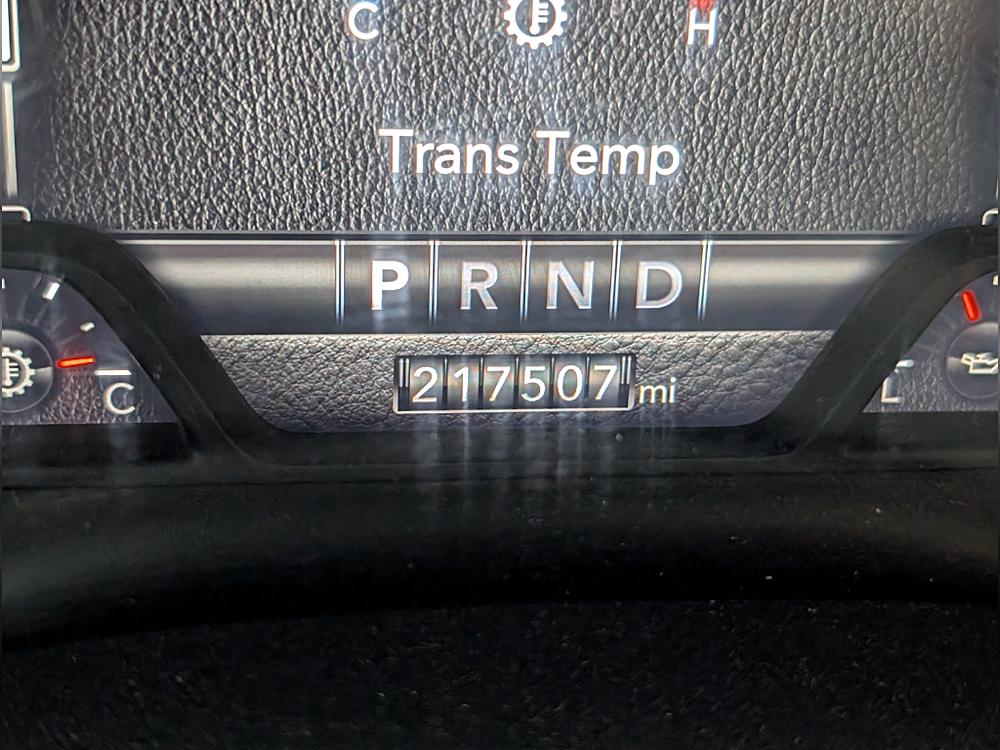 C H
Trans Temp
P R N D
217507 mi
C L